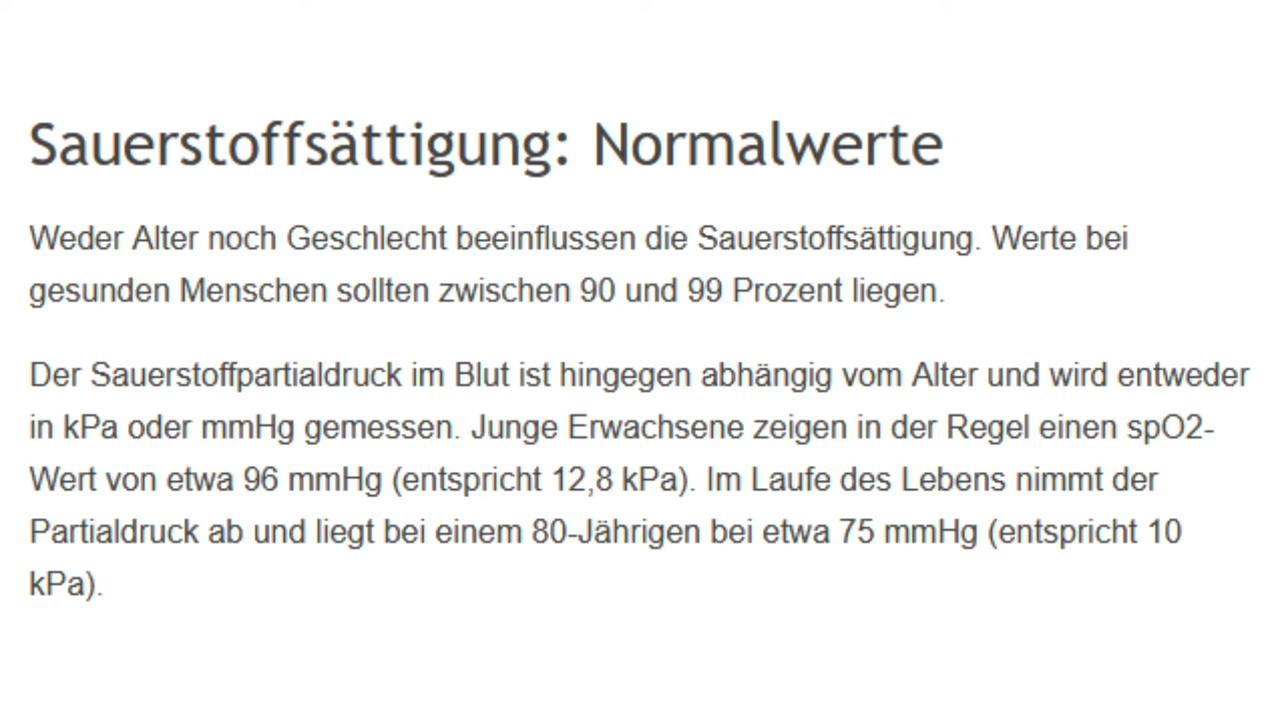 Sauerstoffsättigung: Normalwerte
Weder Alter noch Geschlecht beeinflussen die Sauerstoffsättigung. Werte bei
gesunden Menschen sollten zwischen 90 und 99 Prozent liegen.
Der Sauerstoffpartialdruck im Blut ist hingegen abhängig vom Alter und wird entweder
in kPa oder mmHg gemessen. Junge Erwachsene zeigen in der Regel einen spO2-
Wert von etwa 96 mmHg (entspricht 12,8 kPa). Im Laufe des Lebens nimmt der
Partialdruck ab und liegt bei einem 80-Jährigen bei etwa 75 mmHg (entspricht 10
kPa).